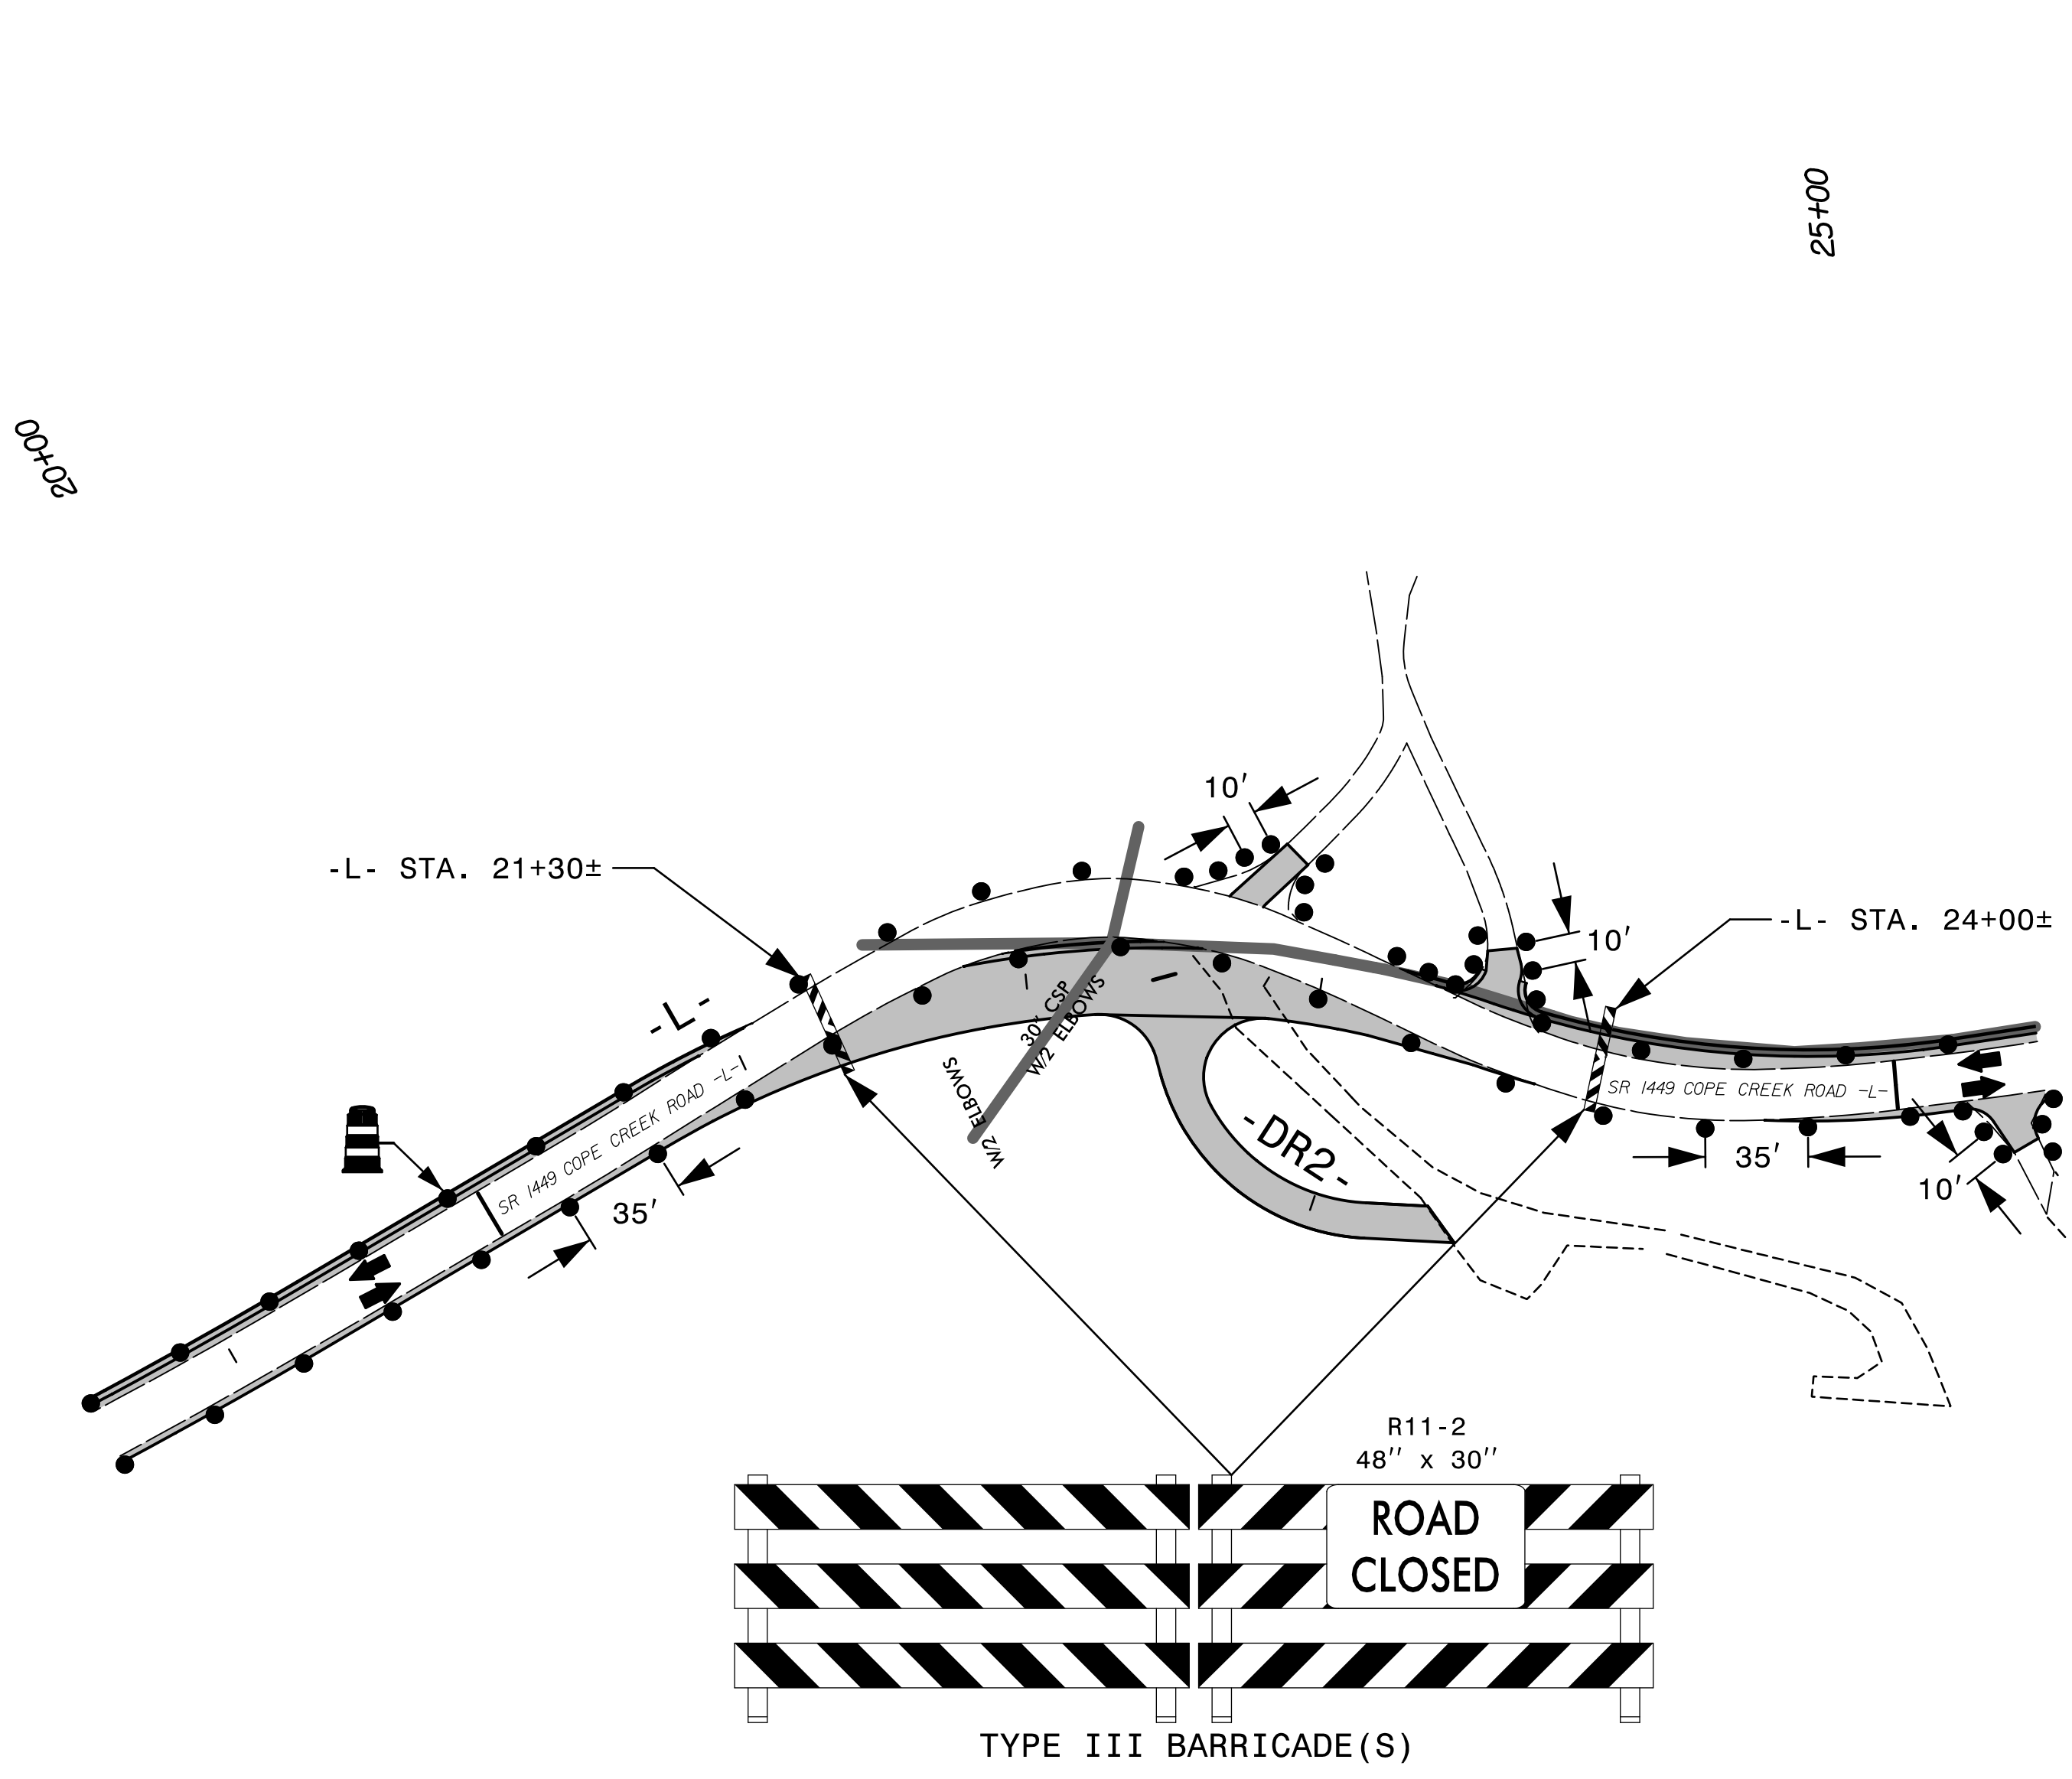 25+00
20+00
10'
-L- STA. 21+30±
-L- STA. 24+00±
10'
-L-
30' CSP
W/2 ELBOWS
W/2 ELBOWS
SR 1449 COPE CREEK ROAD -L-
SR 1449 COPE CREEK ROAD -L-
-DR2-
35'
35'
10'
R11-2
48'' x 30''
ROAD
CLOSED
TYPE III BARRICADE(S)